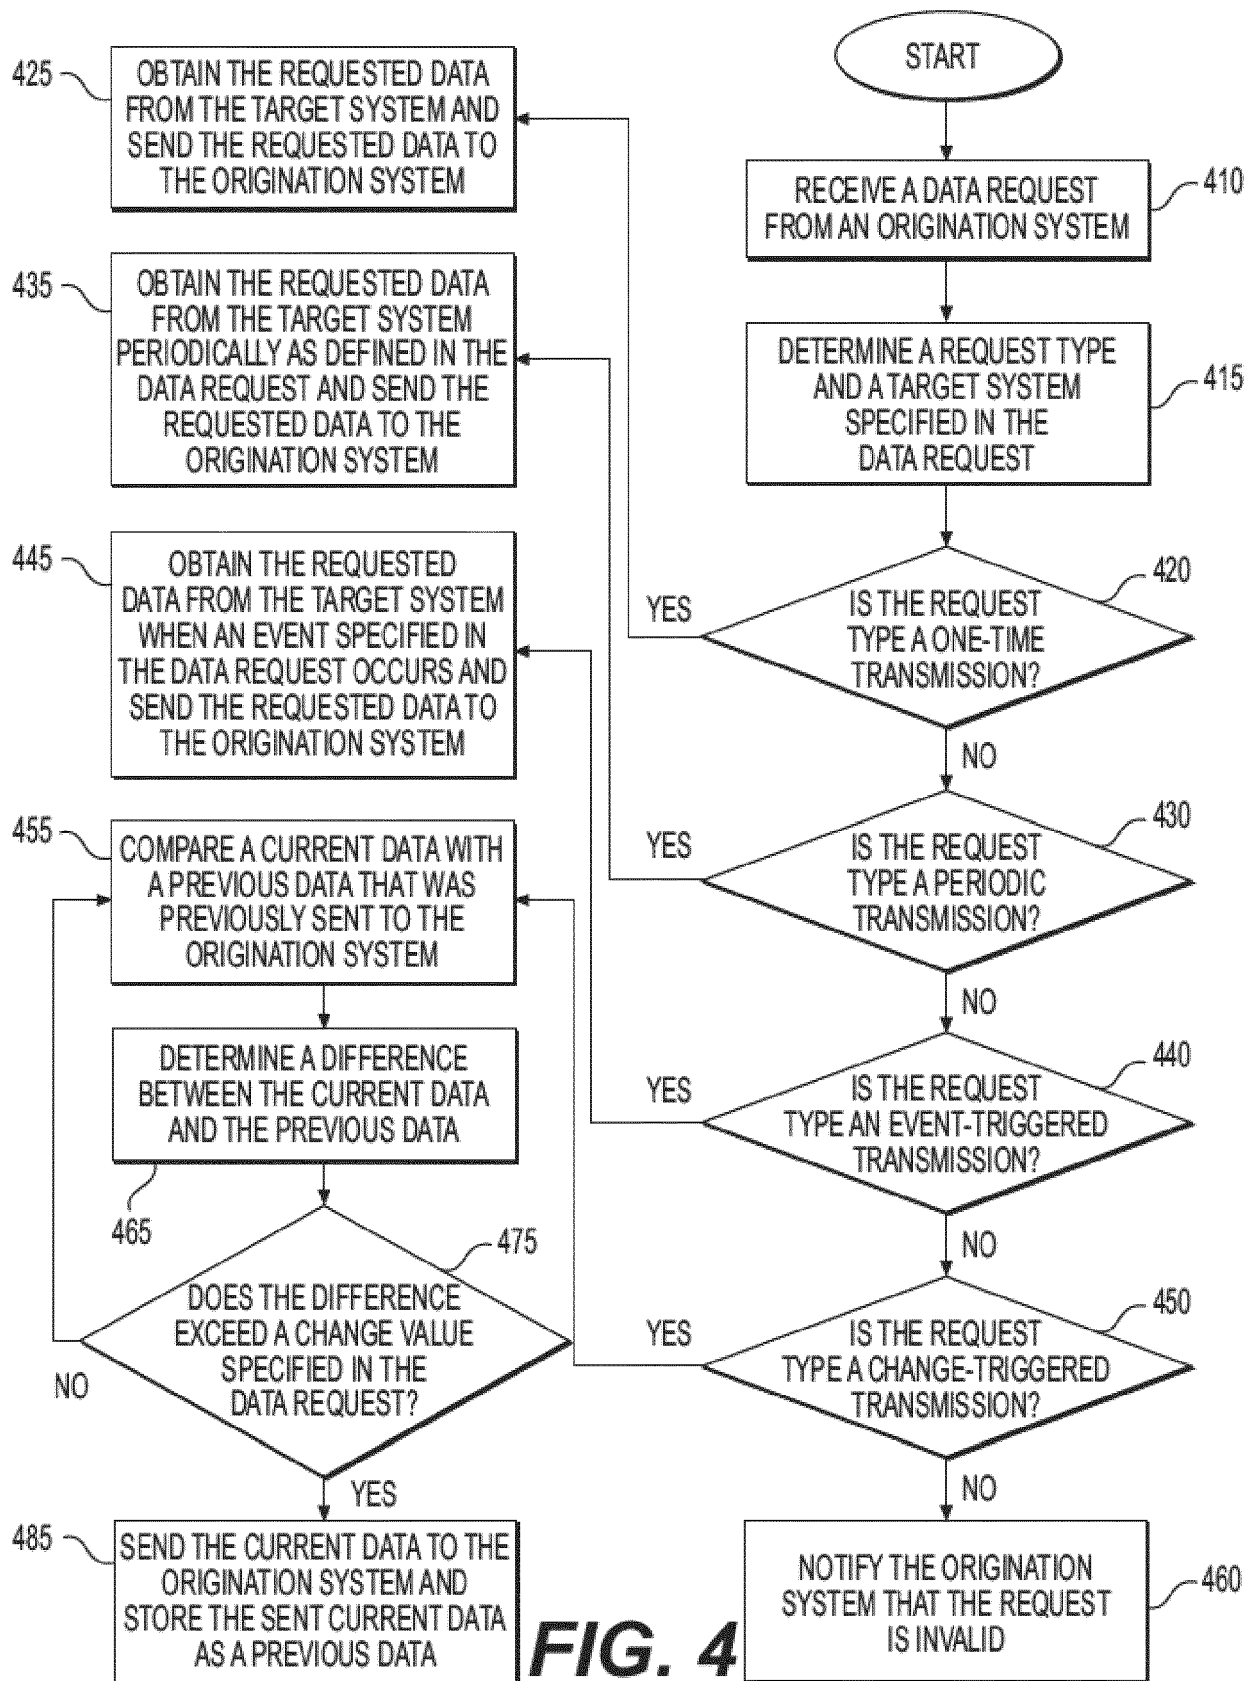 START
RECEIVE A DATA REQUEST
FROM AN ORIGINATION SYSTEM
410
DETERMINE A REQUEST TYPE
AND A TARGET SYSTEM
SPECIFIED IN THE
DATA REQUEST
415
IS THE REQUEST
TYPE A ONE-TIME
TRANSMISSION?
420
YES
NO
425
OBTAIN THE REQUESTED DATA
FROM THE TARGET SYSTEM AND
SEND THE REQUESTED DATA TO
THE ORIGINATION SYSTEM
IS THE REQUEST
TYPE A PERIODIC
TRANSMISSION?
430
YES
NO
435
OBTAIN THE REQUESTED DATA
FROM THE TARGET SYSTEM
PERIODICALLY AS DEFINED IN THE
DATA REQUEST AND SEND THE
REQUESTED DATA TO THE
ORIGINATION SYSTEM
IS THE REQUEST
TYPE AN EVENT-TRIGGERED
TRANSMISSION?
440
YES
NO
445
OBTAIN THE REQUESTED
DATA FROM THE TARGET SYSTEM
WHEN AN EVENT SPECIFIED IN
THE DATA REQUEST OCCURS AND
SEND THE REQUESTED DATA TO
THE ORIGINATION SYSTEM
IS THE REQUEST
TYPE A CHANGE-TRIGGERED
TRANSMISSION?
450
YES
NO
455
COMPARE A CURRENT DATA WITH
A PREVIOUS DATA THAT WAS
PREVIOUSLY SENT TO THE
ORIGINATION SYSTEM
DETERMINE A DIFFERENCE
BETWEEN THE CURRENT DATA
AND THE PREVIOUS DATA
465
475
DOES THE DIFFERENCE
EXCEED A CHANGE VALUE
SPECIFIED IN THE
DATA REQUEST?
NO
YES
485
SEND THE CURRENT DATA TO THE
ORIGINATION SYSTEM AND
STORE THE SENT CURRENT DATA
AS A PREVIOUS DATA
NOTIFY THE ORIGINATION
SYSTEM THAT THE REQUEST
IS INVALID
460
FIG. 4